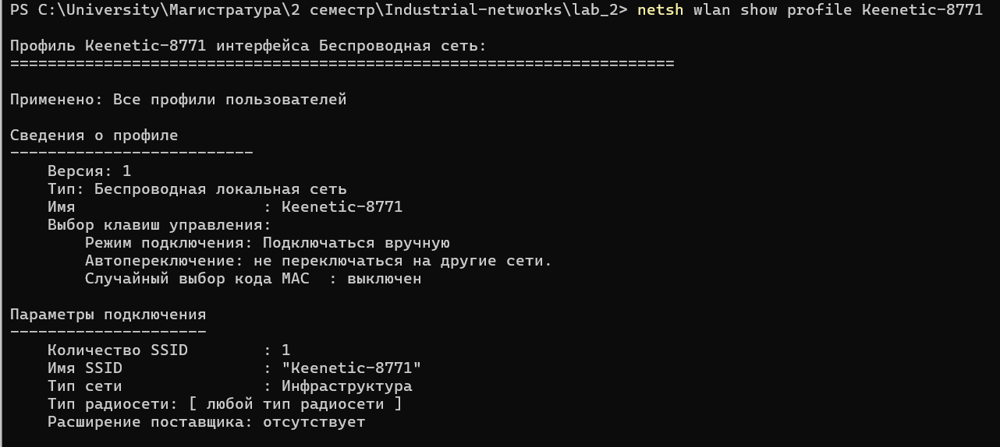 PS C:\University\Магистратура\2 семестр\Industrial-networks\lab_2> netsh wlan show profile Keenetic-8771
Профиль Keenetic-8771 интерфейса Беспроводная сеть:
=======================================================================
Применено: Все профили пользователей
Сведения о профиле
--------------------------
    Версия: 1
    Тип: Беспроводная локальная сеть
    Имя                    : Keenetic-8771
    Выбор клавиш управления:
        Режим подключения: Подключаться вручную
        Автопереключение: не переключаться на другие сети.
        Случайный выбор кода MAC  : выключен
Параметры подключения
---------------------
    Количество SSID        : 1
    Имя SSID               : "Keenetic-8771"
    Тип сети               : Инфраструктура
    Тип радиосети: [ любой тип радиосети ]
    Расширение поставщика: отсутствует